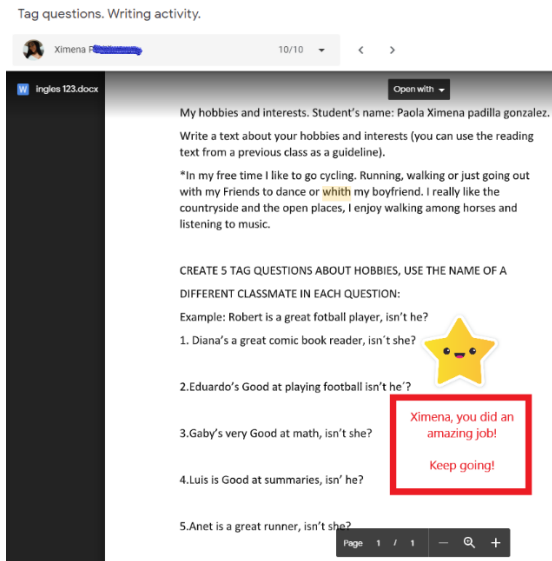 Tag questions. Writing activity.
Ximena P
10/10
W ingles 123.docx
Open with
My hobbies and interests. Student's name: Paola Ximena padilla gonzalez.
Write a text about your hobbies and interests (you can use the reading
text from a previous class as a guideline).
*In my free time I like to go cycling. Running, walking or just going out
with my Friends to dance or whith my boyfriend. I really like the
countryside and the open places, I enjoy walking among horses and
listening to music.
CREATE 5 TAG QUESTIONS ABOUT HOBBIES, USE THE NAME OF A
DIFFERENT CLASSMATE IN EACH QUESTION:
Example: Robert is a great fotball player, isn't he?
1. Diana's a great comic book reader, isn´t she?
2.Eduardo's Good at playing football isn't he´?
3.Gaby's very Good at math, isn't she?
4.Luis is Good at summaries, isn' he?
5.Anet is a great runner, isn't she?
Ximena, you did an
amazing job!
Keep going!
Page 1 / 1